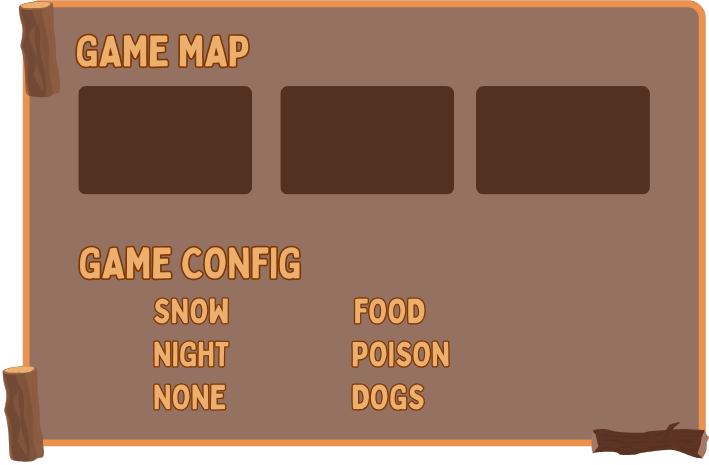 GAME MAP
GAME CONFIG
SNOW FOOD
NIGHT POISON
NONE DOGS